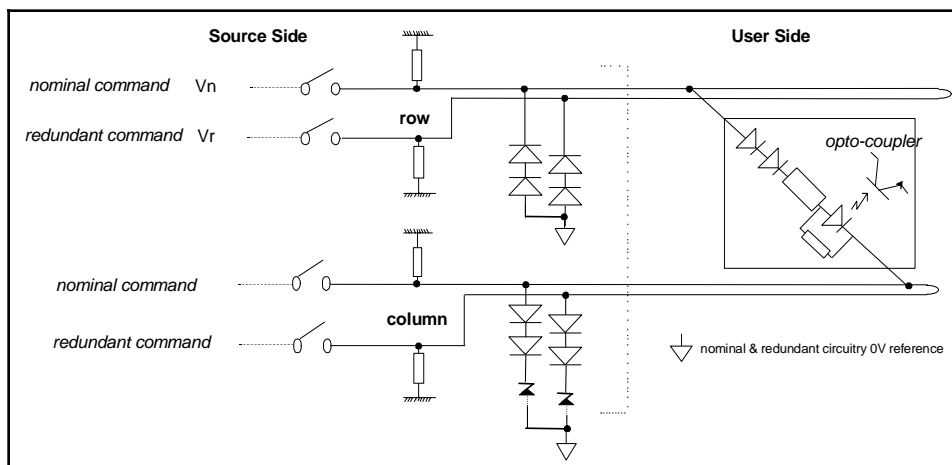 Source Side
User Side
nominal command Vn
redundant command Vr
row
opto-coupler
nominal command
column
redundant command
nominal & redundant circuitry 0V reference